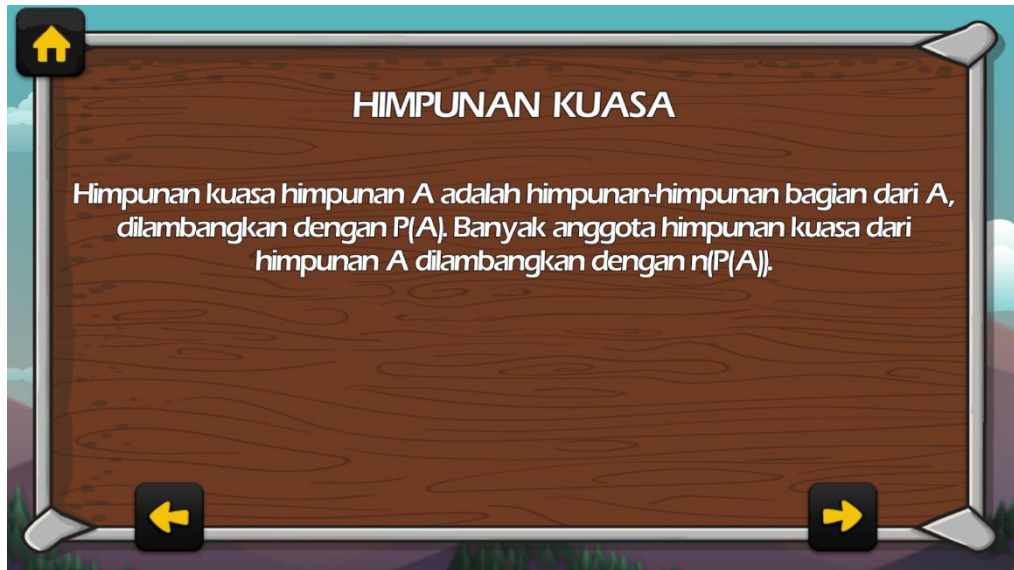 HIMPUNAN KUASA
Himpunan kuasa himpunan A adalah himpunan-himpunan bagian dari A,
dilambangkan dengan P(A). Banyak anggota himpunan kuasa dari
himpunan A dilambangkan dengan n(P(A)).